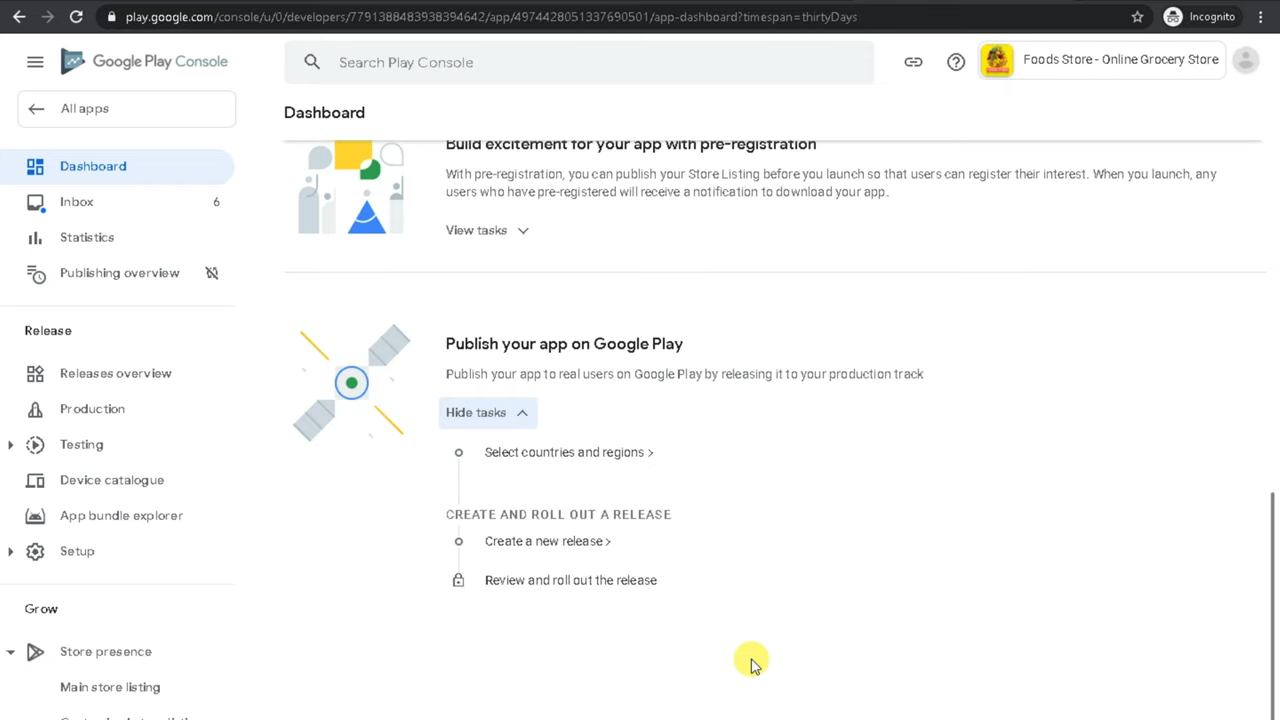 play.google.com/console/u/0/developers/7791388483938394642/app/4974428051337690501/app-dashboard?timespan=thirtyDays
Incognito
Google Play Console
Search Play Console
Foods Store - Online Grocery Store
All apps
Dashboard
Dashboard
Inbox
6
Statistics
Publishing overview
Release
Releases overview
Production
Testing
Device catalogue
App bundle explorer
Setup
Grow
Store presence
Main store listing
Build excitement for your app with pre-registration
With pre-registration, you can publish your Store Listing before you launch so that users can register their interest. When you launch, any
users who have pre-registered will receive a notification to download your app.
View tasks
Publish your app on Google Play
Publish your app to real users on Google Play by releasing it to your production track
Hide tasks
Select countries and regions
CREATE AND ROLL OUT A RELEASE
Create a new release
Review and roll out the release